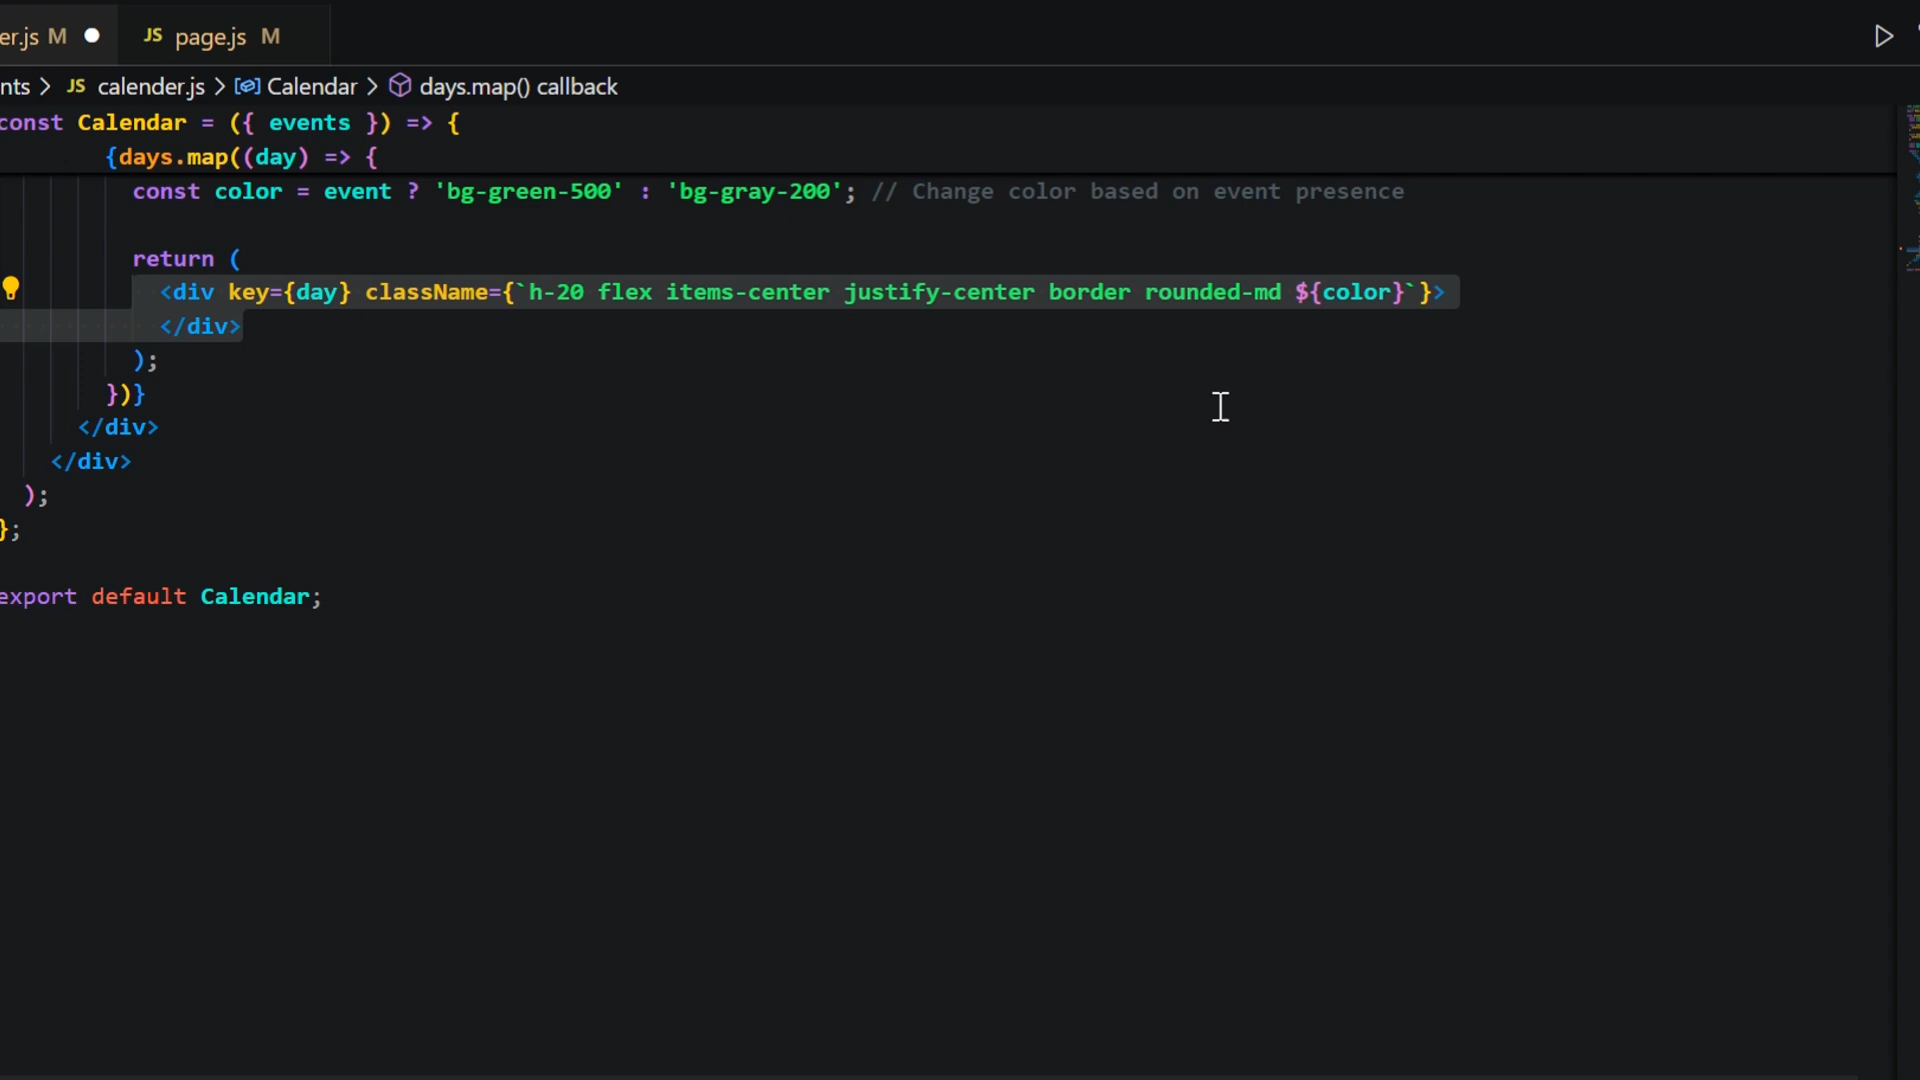 er.js M ● JS page.js M
nts > JS calender.js > Calendar > days.map() callback
const Calendar = ({ events }) => {
{days.map((day) => {
const color = event ? 'bg-green-500' : 'bg-gray-200'; // Change color based on event presence
return (
<div key={day} className={`h-20 flex items-center justify-center border rounded-md ${color}`}>
</div>
);
})}
</div>
</div>
);
};
export default Calendar;